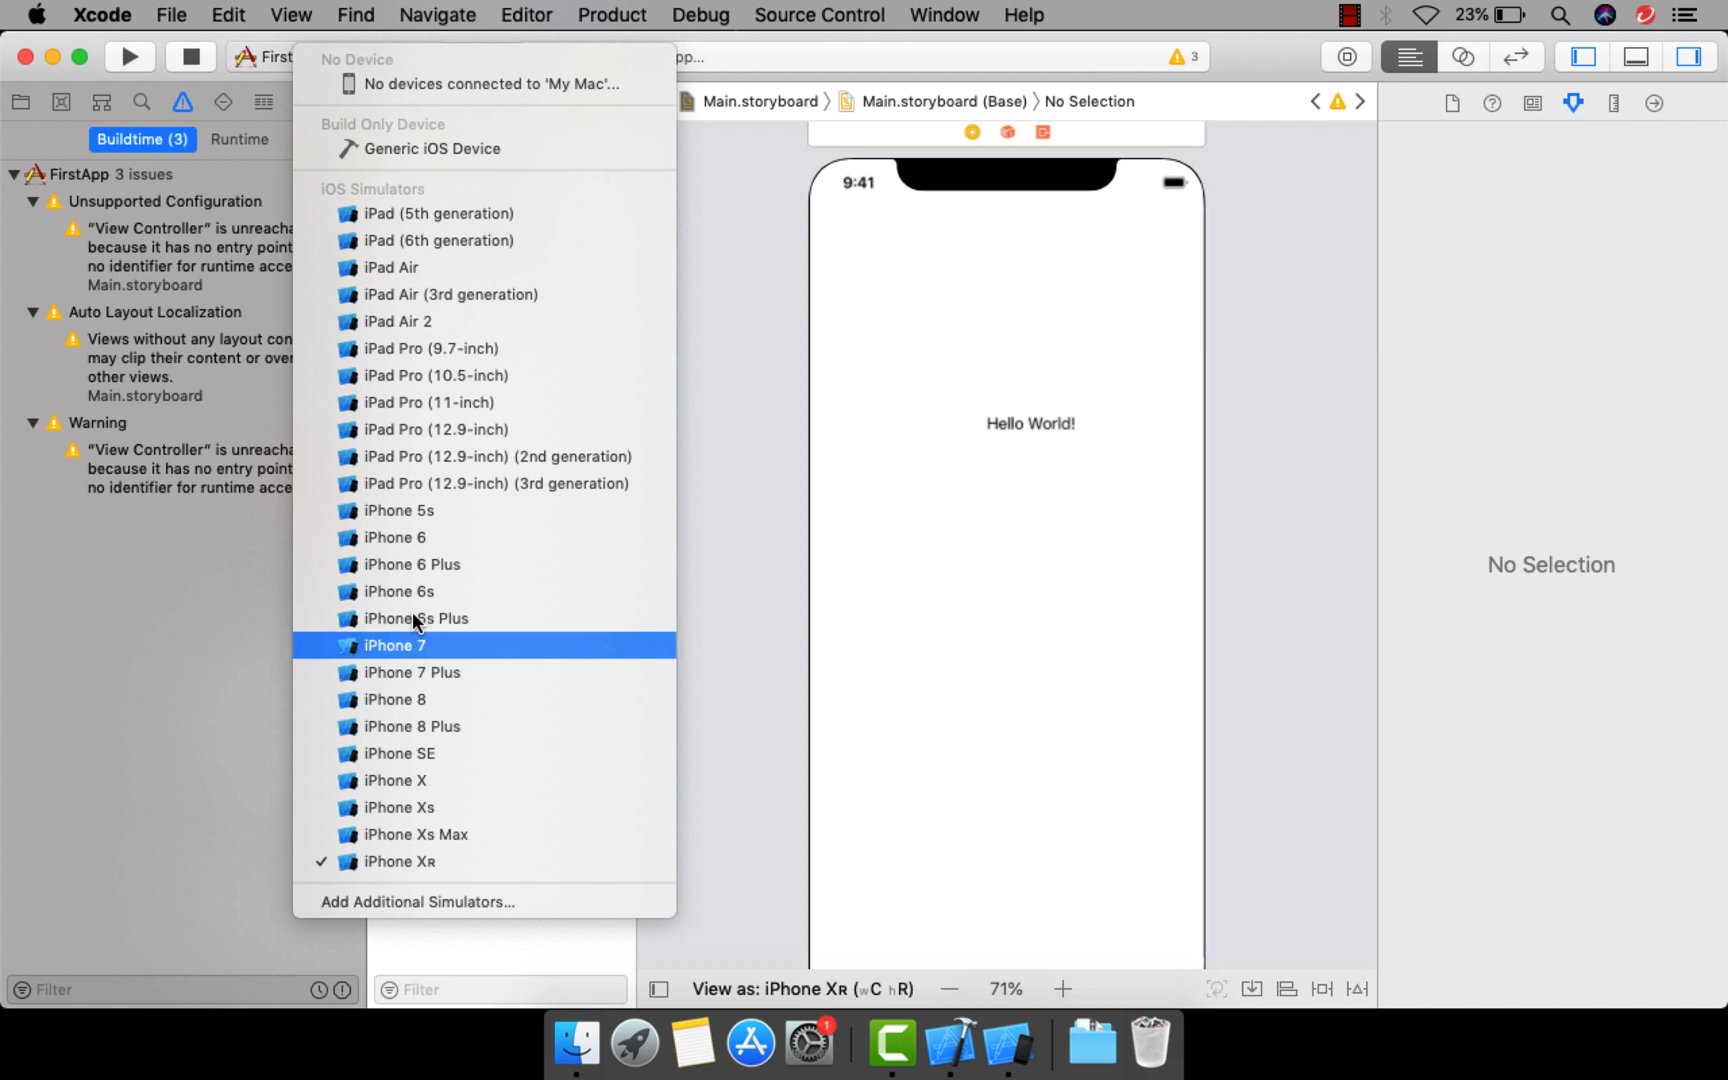 Xcode File Edit View Find Navigate Editor Product Debug Source Control Window Help 23%
First
pp...
3
No Device
No devices connected to 'My Mac'...
Build Only Device
Generic iOS Device
iOS Simulators
iPad (5th generation)
iPad (6th generation)
iPad Air
iPad Air (3rd generation)
iPad Air 2
iPad Pro (9.7-inch)
iPad Pro (10.5-inch)
iPad Pro (11-inch)
iPad Pro (12.9-inch)
iPad Pro (12.9-inch) (2nd generation)
iPad Pro (12.9-inch) (3rd generation)
iPhone 5s
iPhone 6
iPhone 6 Plus
iPhone 6s
iPhone 6s Plus
iPhone 7
iPhone 7 Plus
iPhone 8
iPhone 8 Plus
iPhone SE
iPhone X
iPhone Xs
iPhone Xs Max
✓ iPhone Xʀ
Add Additional Simulators...
Main.storyboard 〉 Main.storyboard (Base) 〉 No Selection
Buildtime (3) Runtime
FirstApp 3 issues
Unsupported Configuration
“View Controller” is unreacha
because it has no entry point
no identifier for runtime acce
Main.storyboard
Auto Layout Localization
Views without any layout con
may clip their content or over
other views.
Main.storyboard
Warning
“View Controller” is unreacha
because it has no entry point
no identifier for runtime acce
9:41
Hello World!
No Selection
Filter
Filter
View as: iPhone Xʀ (wC hR) — 71% +
1